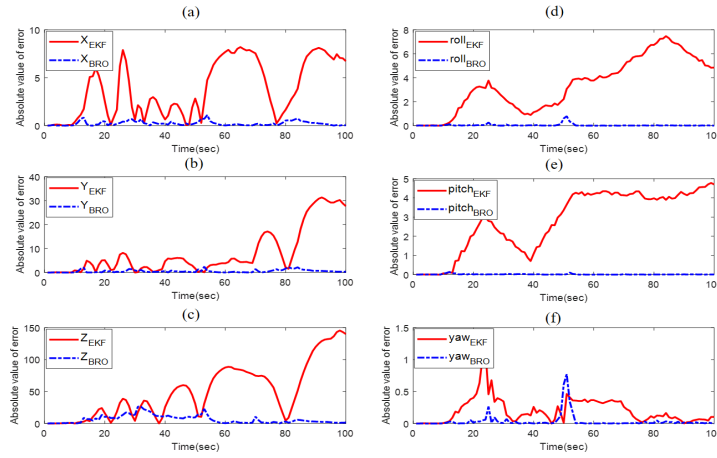 (a)
Absolute value of error
10
5
0
X_EKF
X_BRO
0 20 40 60 80 100
Time(sec)
(b)
Absolute value of error
40
30
20
10
0
Y_EKF
Y_BRO
0 20 40 60 80 100
Time(sec)
(c)
Absolute value of error
150
100
50
0
Z_EKF
Z_BRO
0 20 40 60 80 100
Time(sec)
(d)
Absolute value of error
8
6
4
2
0
roll_EKF
roll_BRO
0 20 40 60 80 100
Time(sec)
(e)
Absolute value of error
5
4
3
2
1
0
pitch_EKF
pitch_BRO
0 20 40 60 80 100
Time(sec)
(f)
Absolute value of error
1.5
1
0.5
0
yaw_EKF
yaw_BRO
0 20 40 60 80 100
Time(sec)